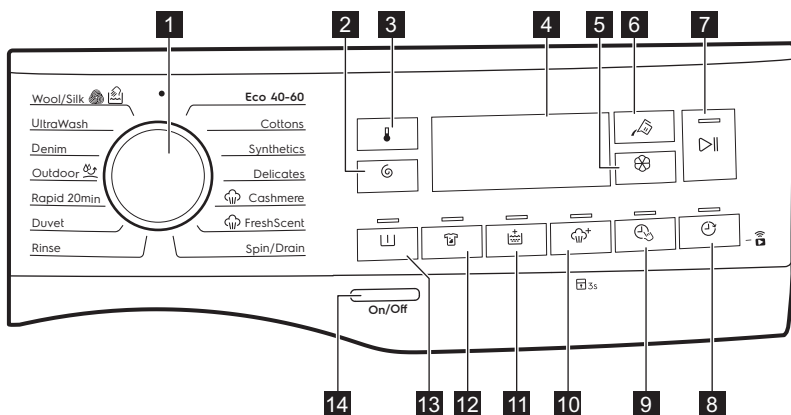 1
2
3
4
5
6
7
Wool/Silk
UltraWash
Denim
Outdoor
Rapid 20min
Duvet
Rinse
Eco 40-60
Cottons
Synthetics
Delicates
Cashmere
FreshScent
Spin/Drain
3s
On/Off
14
13
12
11
10
9
8